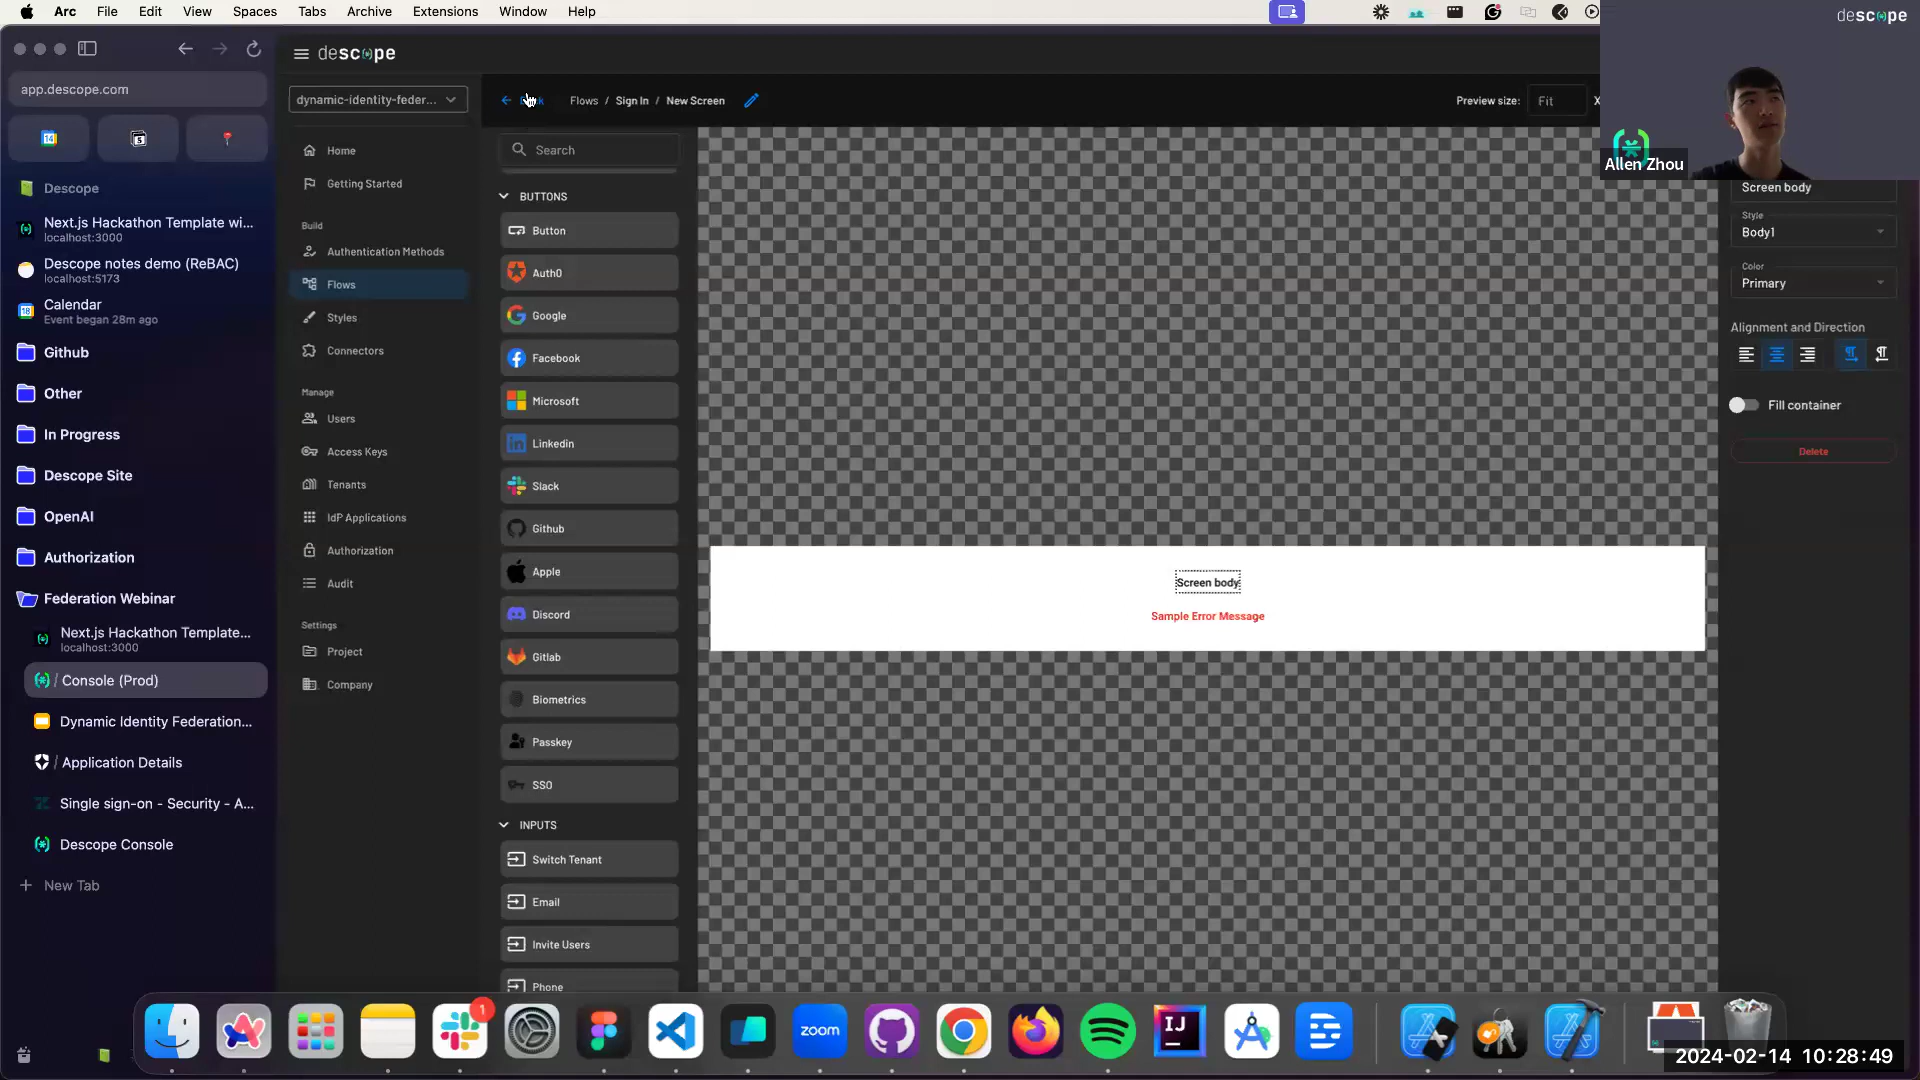 Arc File Edit View Spaces Tabs Archive Extensions Window Help
descope
descope
app.descope.com
dynamic-identity-feder...
Flows / Sign In / New Screen
Preview size: Fit X
Allen Zhou
14
Search
Descope
Home
Getting Started
BUTTONS
Screen body
Next.js Hackathon Template wi...
localhost:3000
Build
Button
Style
Body1
Authentication Methods
Descope notes demo (ReBAC)
localhost:5173
Auth0
Color
Primary
Flows
Calendar
Event began 28m ago
Styles
Google
Alignment and Direction
Connectors
Facebook
Github
Other
Manage
Microsoft
Fill container
Users
In Progress
Access Keys
Linkedin
Delete
Descope Site
Tenants
Slack
OpenAI
IdP Applications
Github
Authorization
Authorization
Apple
Audit
Screen body
Federation Webinar
Discord
Sample Error Message
Settings
Next.js Hackathon Template...
localhost:3000
Project
Gitlab
/ Console (Prod)
Company
Biometrics
Dynamic Identity Federation...
Passkey
/ Application Details
SSO
Single sign-on - Security - A...
INPUTS
Descope Console
Switch Tenant
New Tab
Email
Invite Users
Phone
1
zoom
IJ
2024-02-14 10:28:49